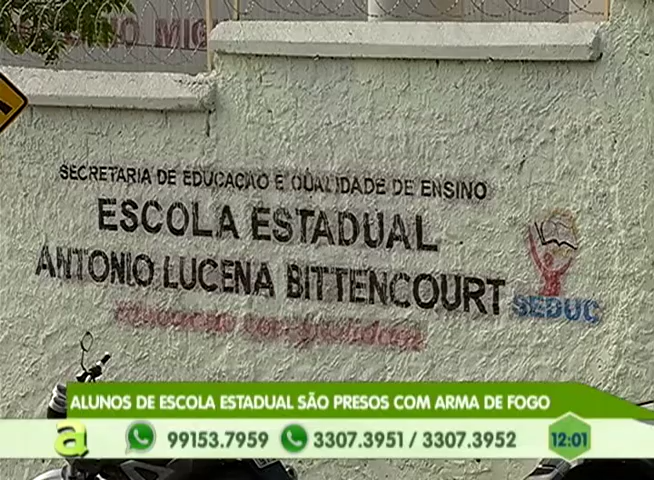 SECRETARIA DE EDUCAÇÃO E QUALIDADE DE ENSINO
ESCOLA ESTADUAL
ANTONIO LUCENA BITTENCOURT
SEDUC
ALUNOS DE ESCOLA ESTADUAL SÃO PRESOS COM ARMA DE FOGO
a 99153.7959 3307.3951 / 3307.3952 12:01